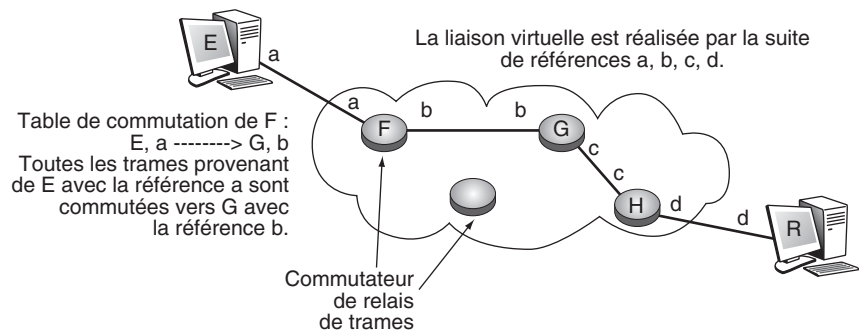 E
La liaison virtuelle est réalisée par la suite
de références a, b, c, d.
a
a
F
b
b
G
Table de commutation de F :
E, a --------> G, b
Toutes les trames provenant
de E avec la référence a sont
commutées vers G avec
la référence b.
c
c
H
d
d
R
Commutateur
de relais
de trames